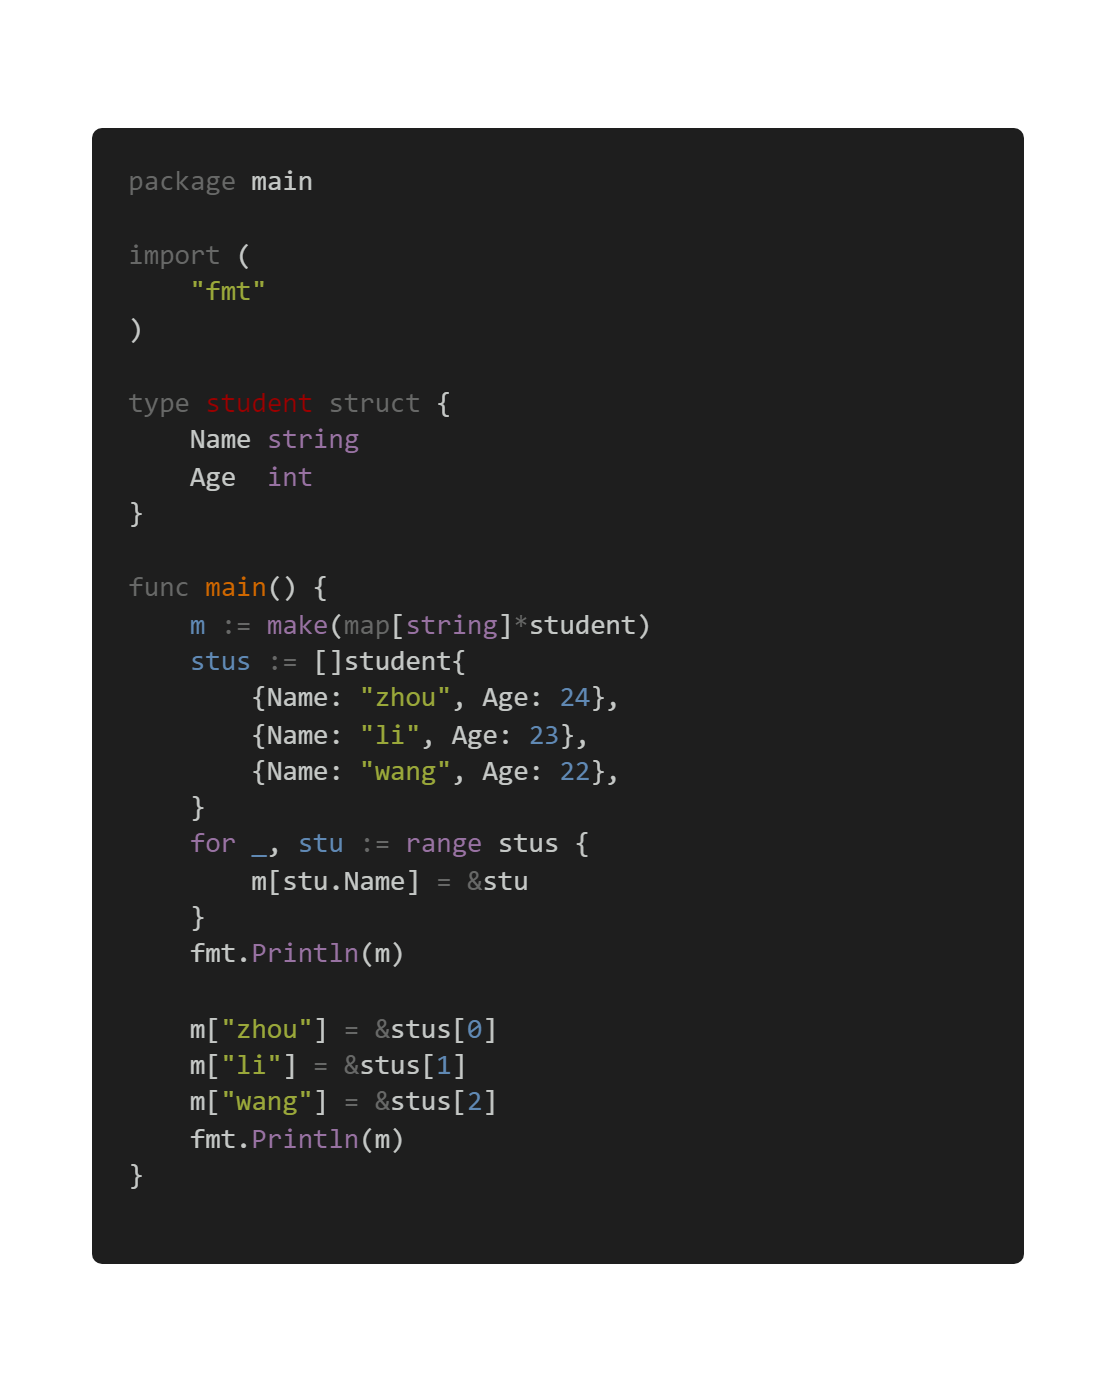 package main

import (
    "fmt"
)

type student struct {
    Name string
    Age  int
}

func main() {
    m := make(map[string]*student)
    stus := []student{
        {Name: "zhou", Age: 24},
        {Name: "li", Age: 23},
        {Name: "wang", Age: 22},
    }
    for _, stu := range stus {
        m[stu.Name] = &stu
    }
    fmt.Println(m)

    m["zhou"] = &stus[0]
    m["li"] = &stus[1]
    m["wang"] = &stus[2]
    fmt.Println(m)
}